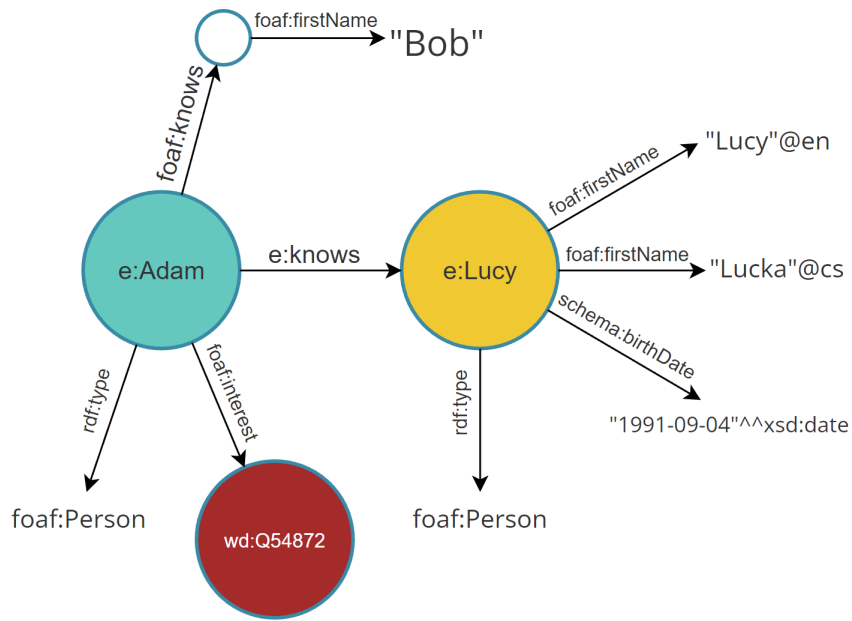 foaf:firstName
"Bob"
foaf:knows
e:Adam
e:knows
e:Lucy
foaf:firstName
"Lucy"@en
foaf:firstName
"Lucka"@cs
schema:birthDate
"1991-09-04"^^xsd:date
rdf:type
foaf:interest
rdf:type
foaf:Person
wd:Q54872
foaf:Person